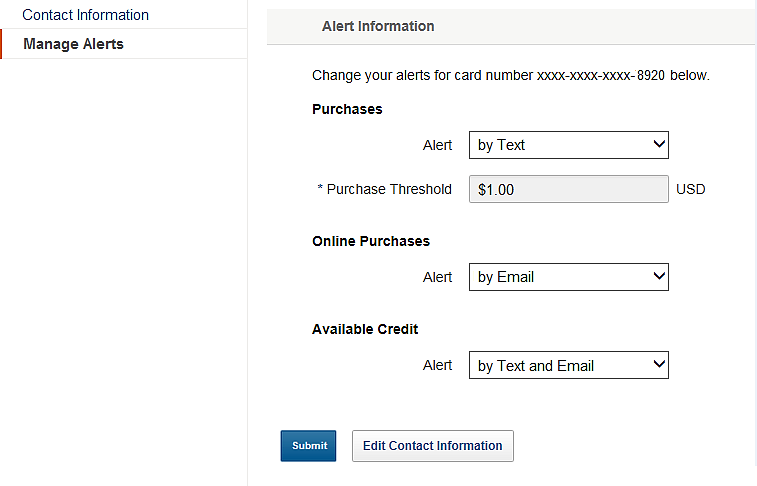 Contact Information
Manage Alerts
Alert Information
Change your alerts for card number xxxx-xxxx-xxxx-8920 below.
Purchases
Alert by Text
* Purchase Threshold $1.00 USD
Online Purchases
Alert by Email
Available Credit
Alert by Text and Email
Submit Edit Contact Information